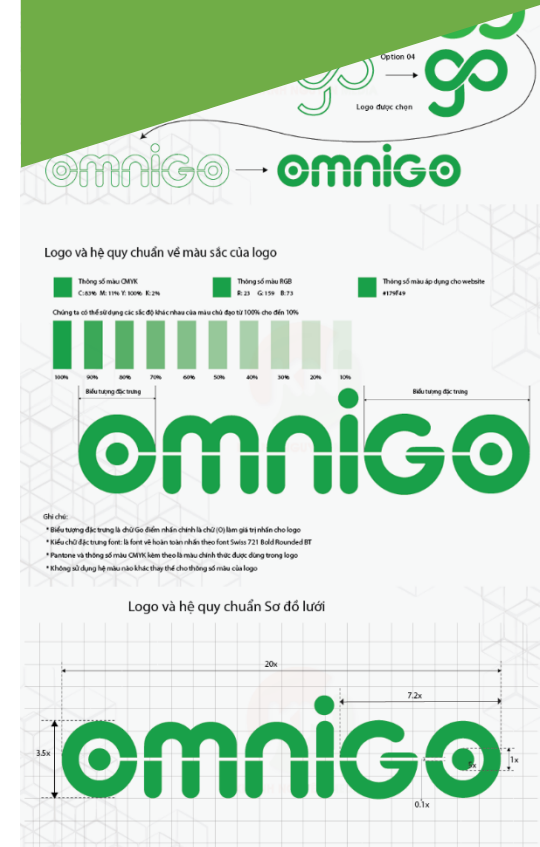 go
Option 04
go
Logo được chọn
omniGo
omniGo
Logo và hệ quy chuẩn về màu sắc của logo
Thông số màu CMYK
C: 83% M: 11% Y: 100% K: 2%
Thông số màu RGB
R: 23 G: 159 B: 73
Thông số màu áp dụng cho website
#179F49
Chúng ta có thể sử dụng các sắc độ khác nhau của màu chủ đạo từ 100% cho đến 10%
100% 90% 80% 70% 60% 50% 40% 30% 20% 10%
Biểu tượng đặc trưng
Biểu tượng đặc trưng
omniGo
Ghi chú:
* Biểu tượng đặc trưng là chữ Go điểm nhấn chính là chữ (O) làm giá trị nhấn cho logo
* Kiểu chữ đặc trưng font: là font vẽ hoàn toàn nhấn theo font Swiss 721 Bold Rounded BT
* Pantone và thông số màu CMYK kèm theo là màu chính thức được dùng trong logo
* Không sử dụng hệ màu nào khác thay thế cho thông số màu của logo
Logo và hệ quy chuẩn Sơ đồ lưới
20x
7.2x
3.5x
omniGo
5x
1x
0.1x